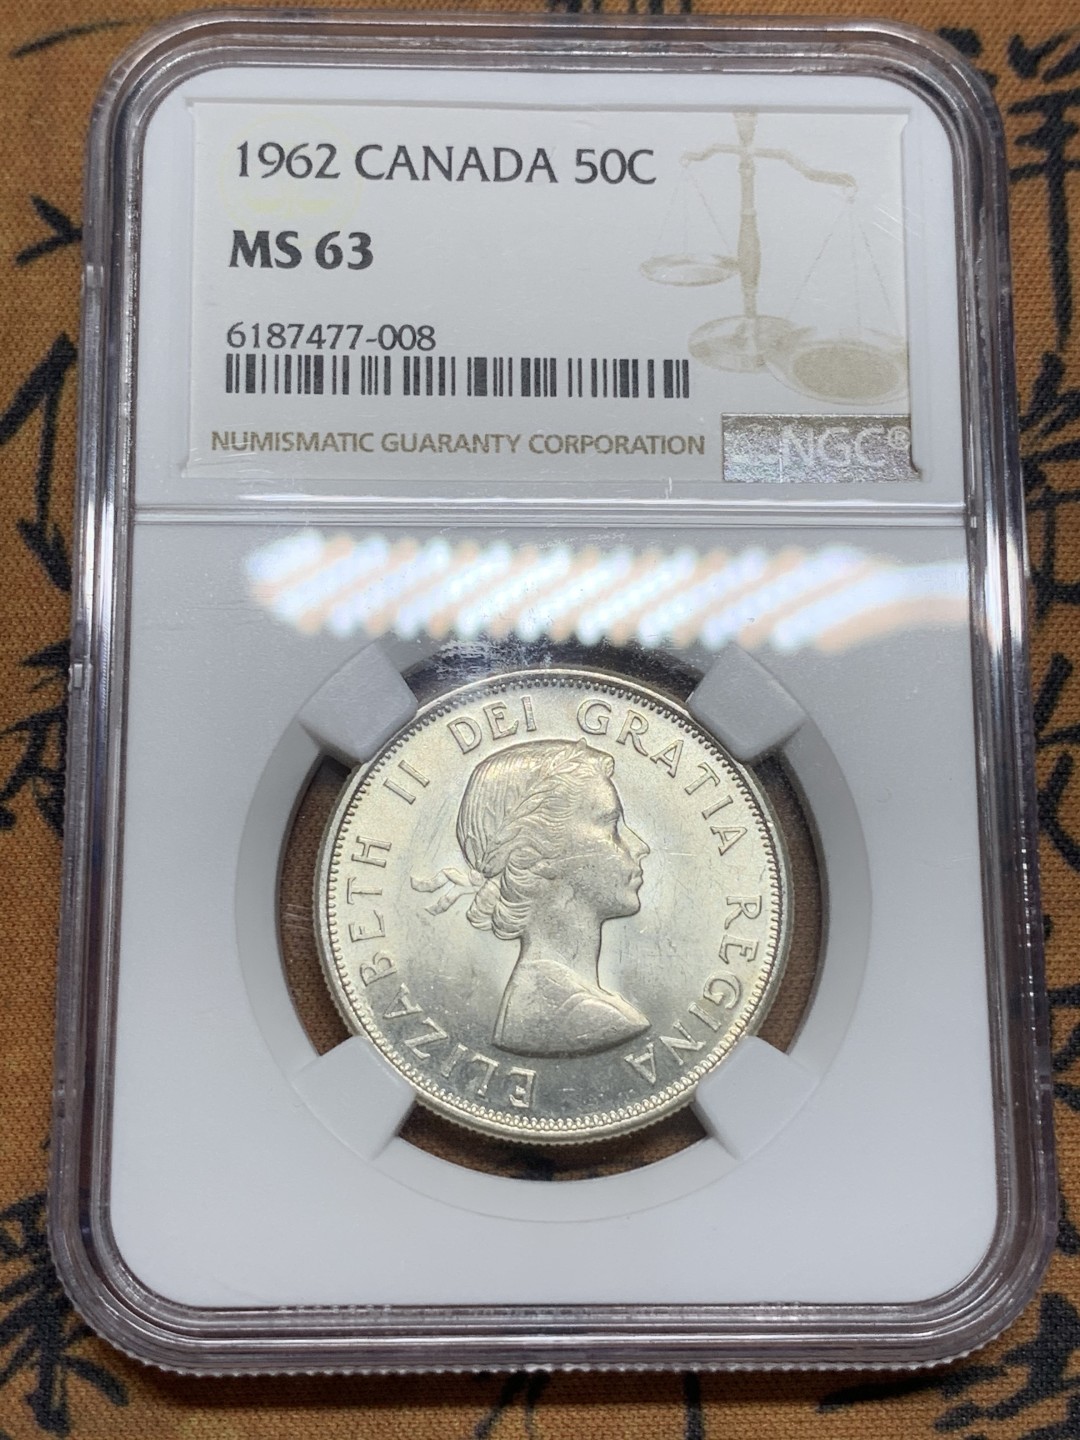 1962 CANADA 50C
MS 63
6187477-008
NUMISMATIC GUARANTY CORPORATION
NGC®
ELIZABETH II DEI GRATIA REGINA